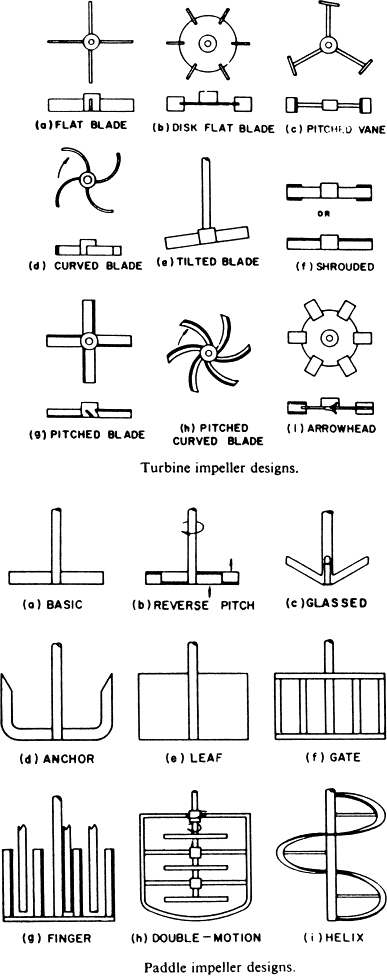 (a) FLAT BLADE
(b) DISK FLAT BLADE
(c) PITCHED VANE
(d) CURVED BLADE
(e) TILTED BLADE
OR
(f) SHROUDED
(g) PITCHED BLADE
(h) PITCHED
CURVED BLADE
(i) ARROWHEAD
Turbine impeller designs.
(a) BASIC
(b) REVERSE PITCH
(c) GLASSED
(d) ANCHOR
(e) LEAF
(f) GATE
(g) FINGER
(h) DOUBLE-MOTION
(i) HELIX
Paddle impeller designs.